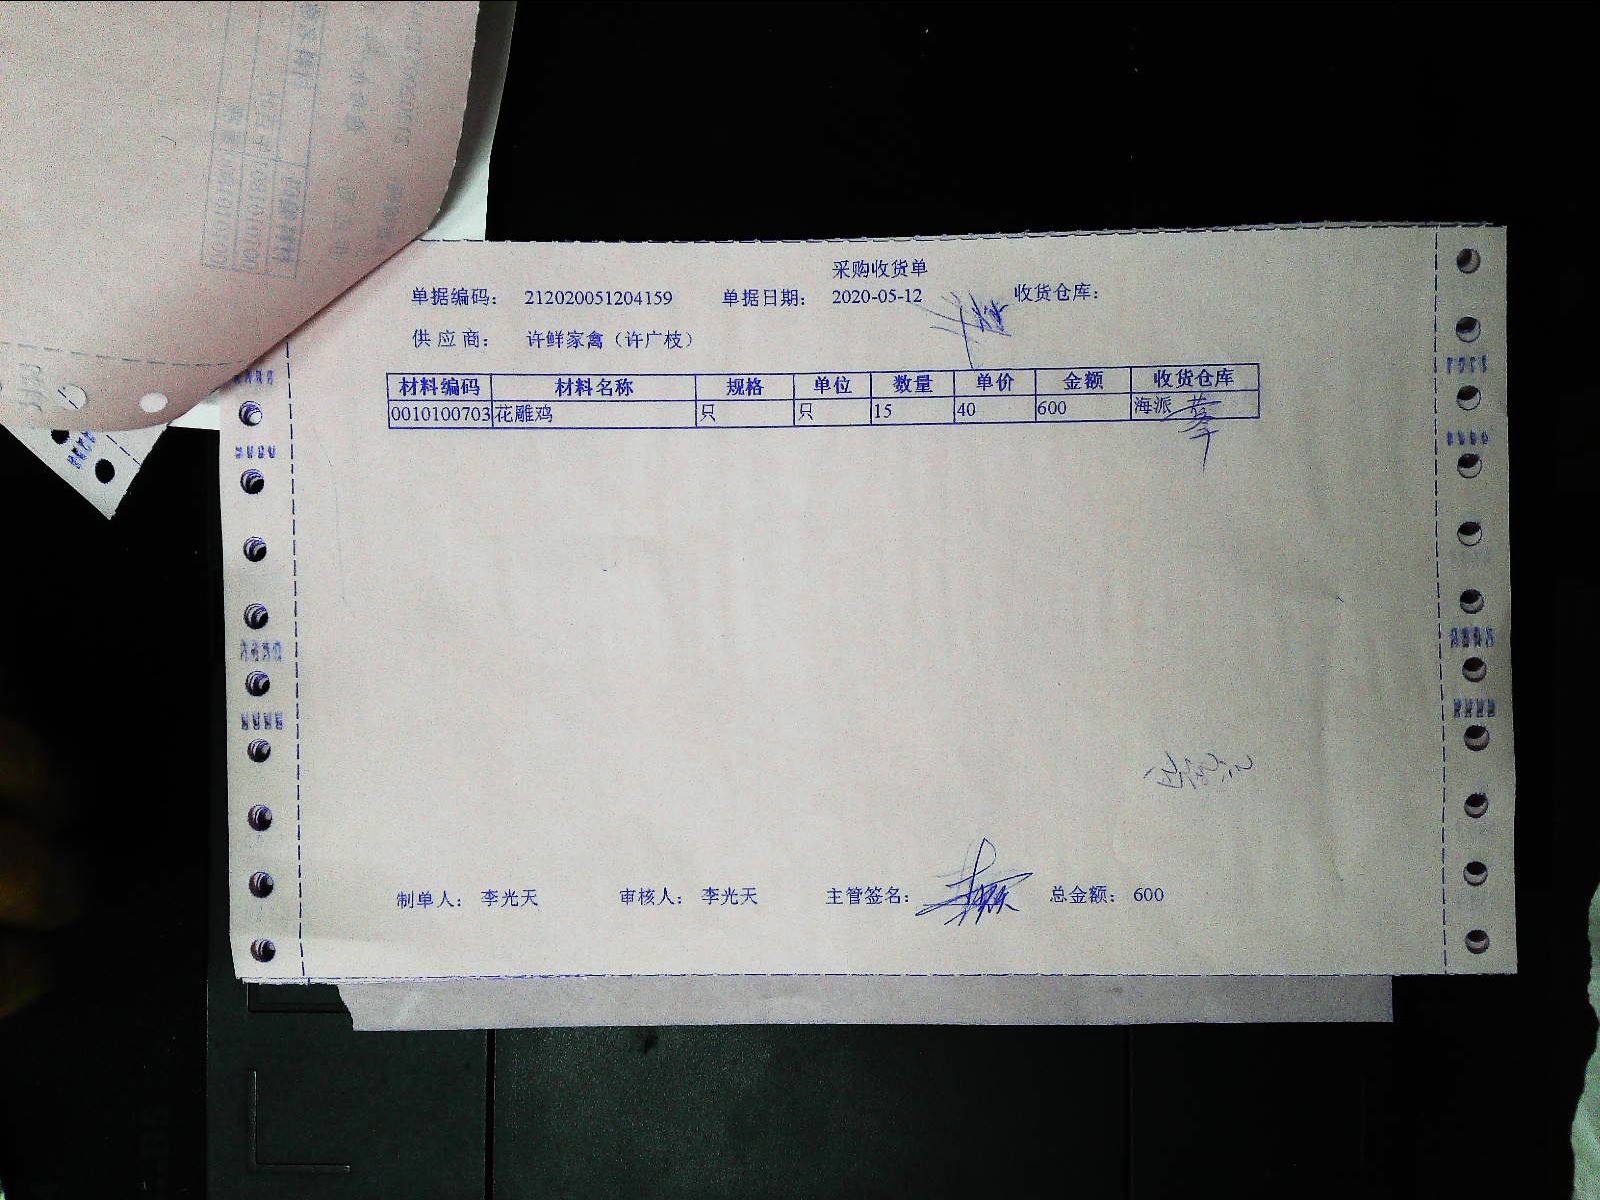 采购收货单
单据编码： 212020051204159 单据日期： 2020-05-12 收货仓库：
供应商： 许鲜家禽（许广枝）
材料编码 材料名称 规格 单位 数量 单价 金额 收货仓库
0010100703 花雕鸡 只 只 15 40 600 海派
制单人： 李光天 审核人： 李光天 主管签名： 总金额： 600